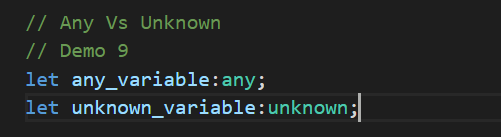 // Any Vs Unknown
// Demo 9
let any_variable:any;
let unknown_variable:unknown;